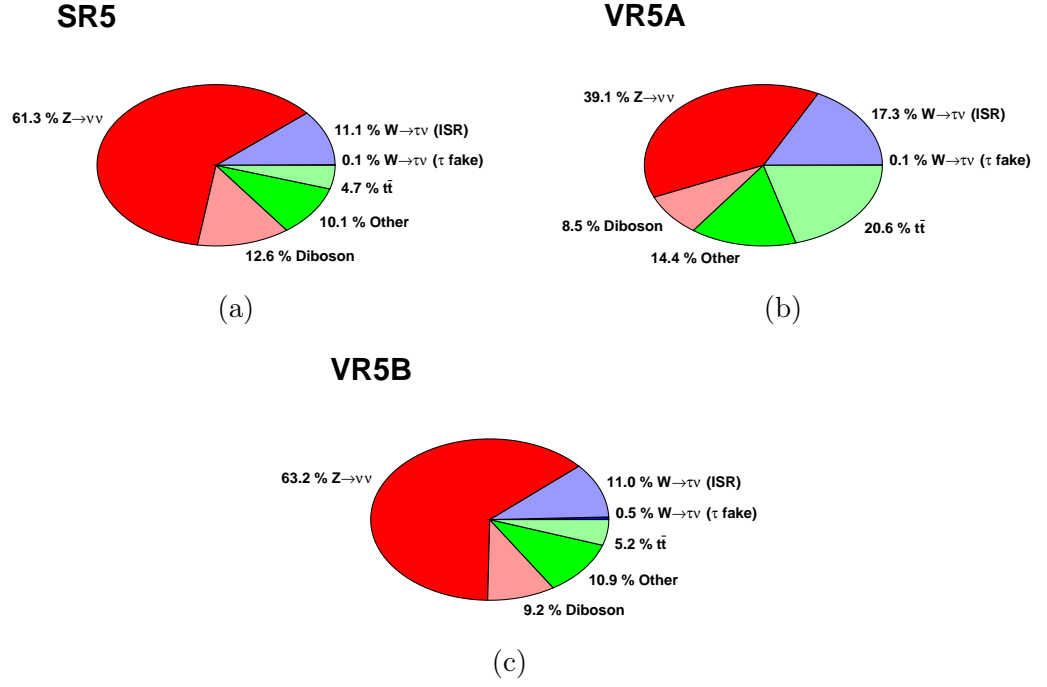 SR5
61.3 % Z→νν
11.1 % W→τν (ISR)
0.1 % W→τν (τ fake)
4.7 % tt̄
10.1 % Other
12.6 % Diboson
(a)
VR5A
39.1 % Z→νν
17.3 % W→τν (ISR)
0.1 % W→τν (τ fake)
20.6 % tt̄
14.4 % Other
8.5 % Diboson
(b)
VR5B
63.2 % Z→νν
11.0 % W→τν (ISR)
0.5 % W→τν (τ fake)
5.2 % tt̄
10.9 % Other
9.2 % Diboson
(c)